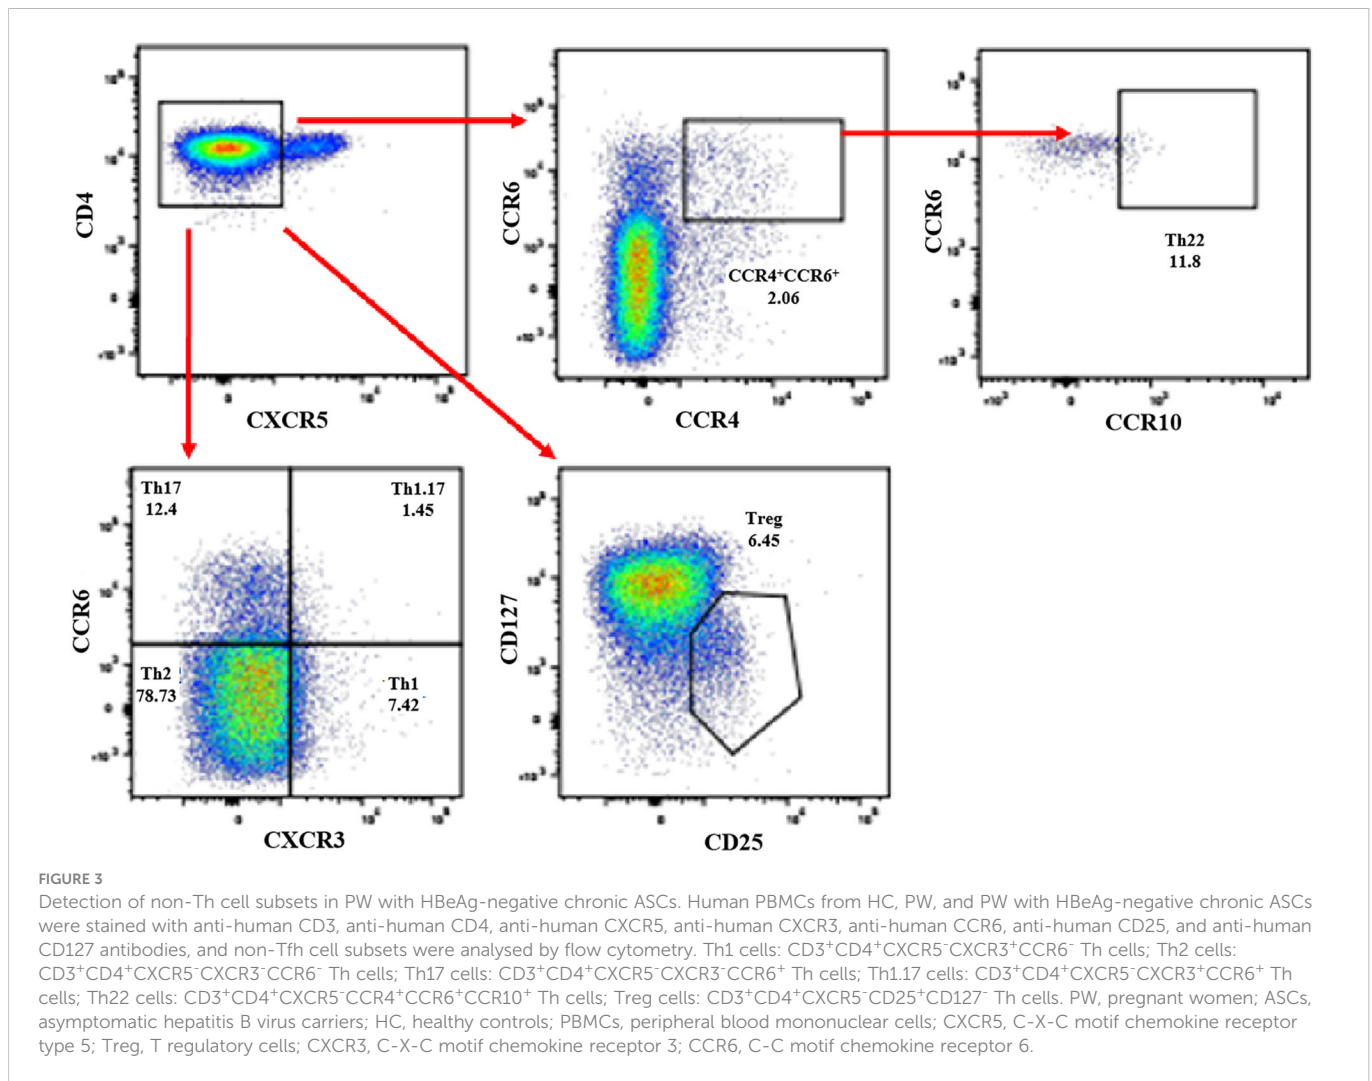 CD4
CXCR5
CCR6
CCR4⁺CCR6⁺
2.06
CCR4
CCR6
Th22
11.8
CCR10
Th17
12.4
Th1.17
1.45
Th2
78.73
Th1
7.42
CCR6
CXCR3
Treg
6.45
CD127
CD25
FIGURE 3
Detection of non-Th cell subsets in PW with HBeAg-negative chronic ASCs. Human PBMCs from HC, PW, and PW with HBeAg-negative chronic ASCs
were stained with anti-human CD3, anti-human CD4, anti-human CXCR5, anti-human CXCR3, anti-human CCR6, anti-human CD25, and anti-human
CD127 antibodies, and non-Tfh cell subsets were analysed by flow cytometry. Th1 cells: CD3⁺CD4⁺CXCR5⁻CXCR3⁺CCR6⁻ Th cells; Th2 cells:
CD3⁺CD4⁺CXCR5⁻CXCR3⁻CCR6⁻ Th cells; Th17 cells: CD3⁺CD4⁺CXCR5⁻CXCR3⁻CCR6⁺ Th cells; Th1.17 cells: CD3⁺CD4⁺CXCR5⁻CXCR3⁺CCR6⁺ Th
cells; Th22 cells: CD3⁺CD4⁺CXCR5⁻CCR4⁺CCR6⁺CCR10⁺ Th cells; Treg cells: CD3⁺CD4⁺CXCR5⁻CD25⁺CD127⁻ Th cells. PW, pregnant women; ASCs,
asymptomatic hepatitis B virus carriers; HC, healthy controls; PBMCs, peripheral blood mononuclear cells; CXCR5, C-X-C motif chemokine receptor
type 5; Treg, T regulatory cells; CXCR3, C-X-C motif chemokine receptor 3; CCR6, C-C motif chemokine receptor 6.